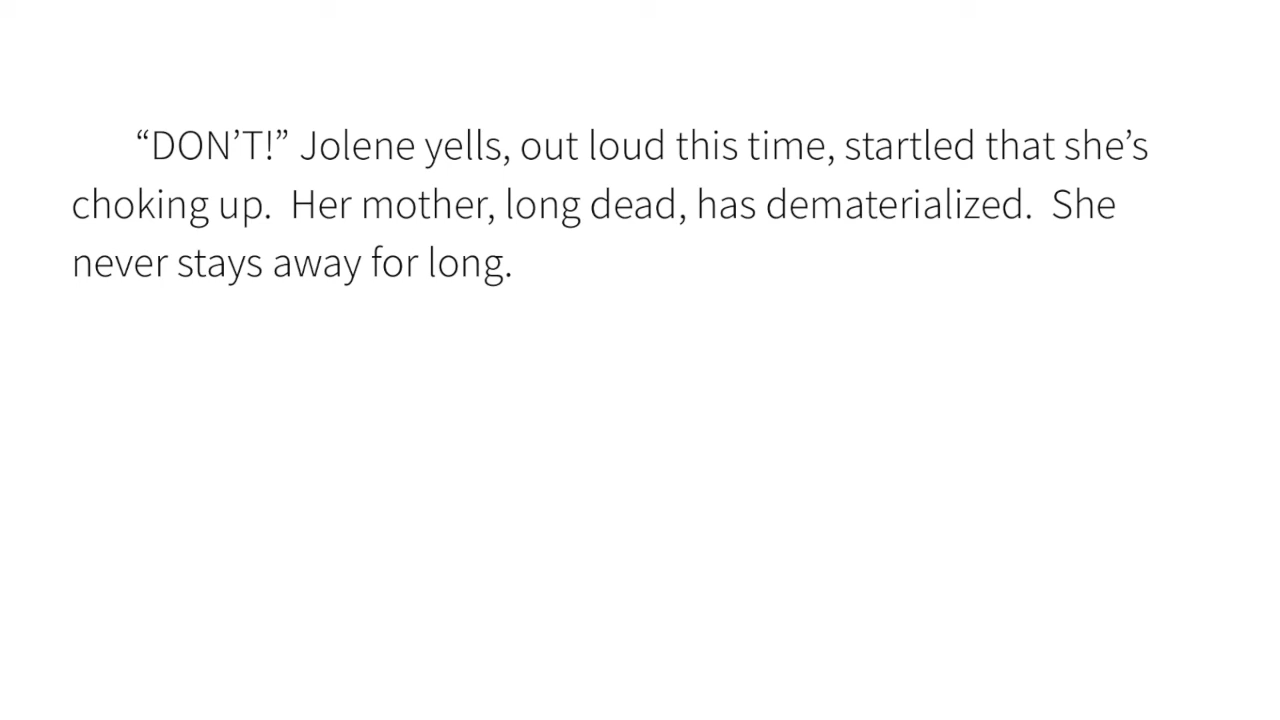 “DON’T!” Jolene yells, out loud this time, startled that she’s
choking up.  Her mother, long dead, has dematerialized.  She
never stays away for long.